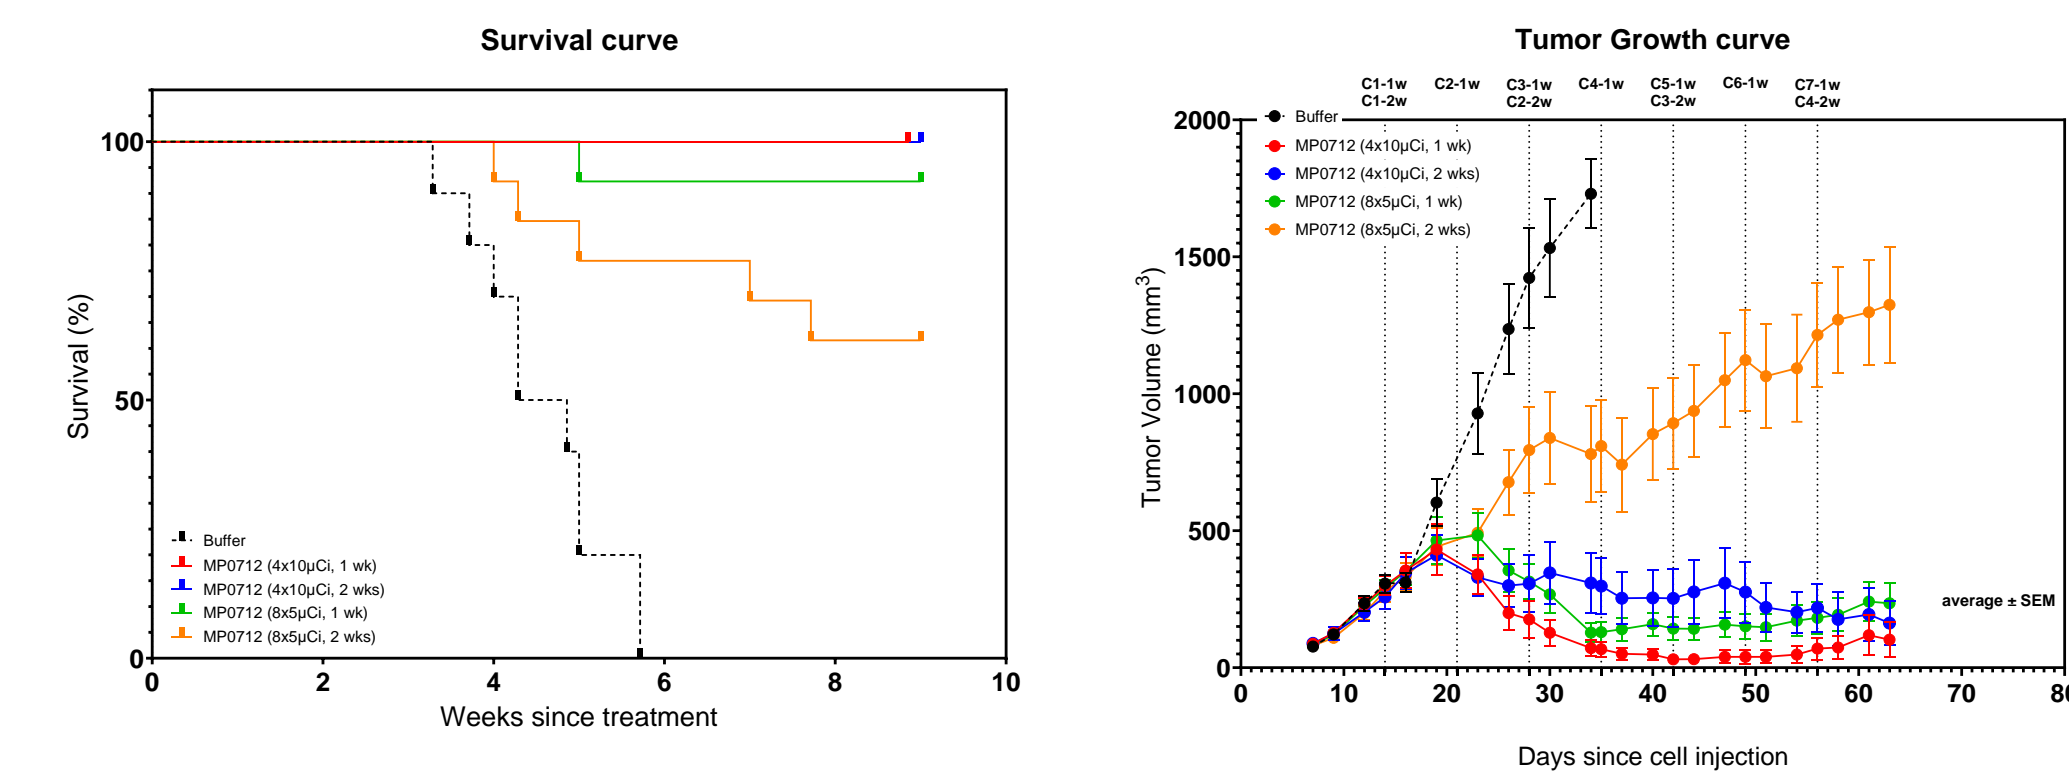 Survival curve
100
50
0
Survival (%)
Buffer
MP0712 (4x10µCi, 1 wk)
MP0712 (4x10µCi, 2 wks)
MP0712 (8x5µCi, 1 wk)
MP0712 (8x5µCi, 2 wks)
0 2 4 6 8 10
Weeks since treatment
Tumor Growth curve
C1-1w C2-1w C3-1w C4-1w C5-1w C6-1w C7-1w
C1-2w C2-2w C3-2w C4-2w
2000
1500
1000
500
0
Tumor Volume (mm³)
Buffer
MP0712 (4x10µCi, 1 wk)
MP0712 (4x10µCi, 2 wks)
MP0712 (8x5µCi, 1 wk)
MP0712 (8x5µCi, 2 wks)
average ± SEM
0 10 20 30 40 50 60 70 80
Days since cell injection